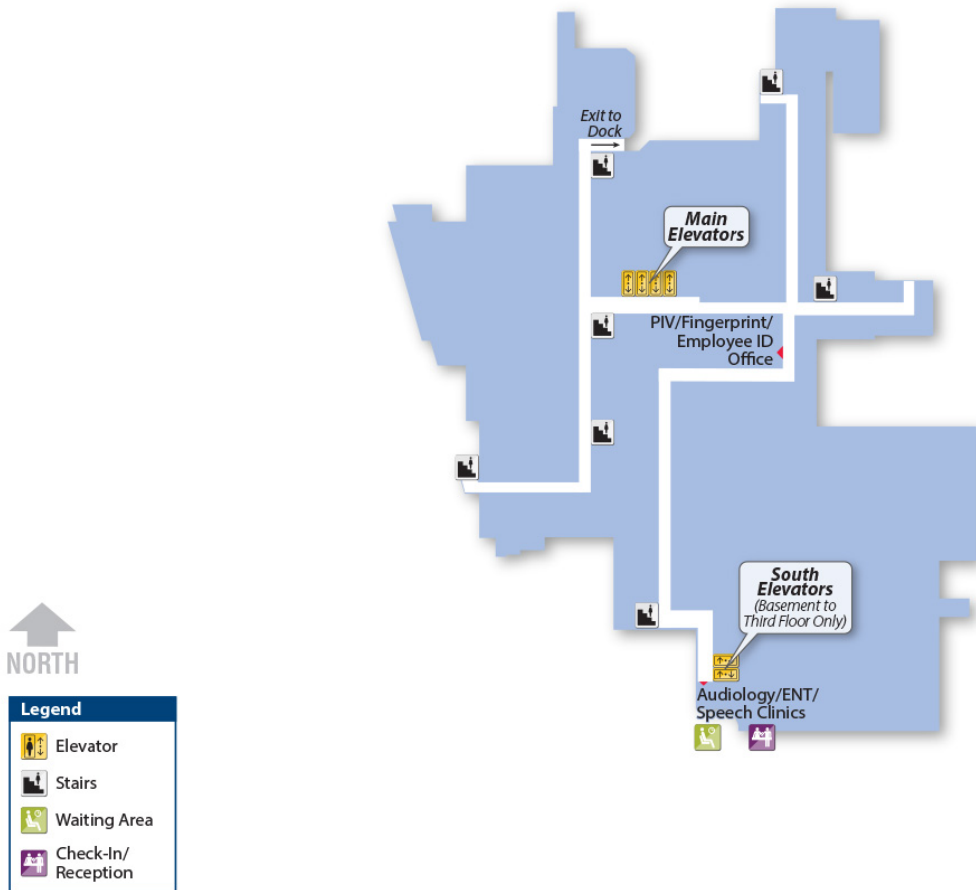 Exit to
Dock
Main
Elevators
PIV/Fingerprint/
Employee ID
Office
South
Elevators
(Basement to
Third Floor Only)
Audiology/ENT/
Speech Clinics
NORTH
Legend
Elevator
Stairs
Waiting Area
Check-In/
Reception